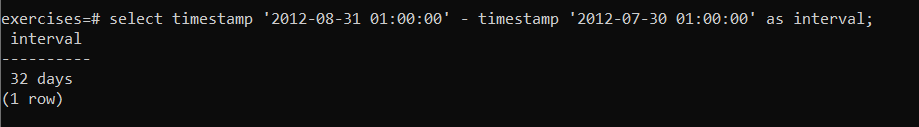 exercises=# select timestamp '2012-08-31 01:00:00' - timestamp '2012-07-30 01:00:00' as interval;
 interval
----------
 32 days
(1 row)